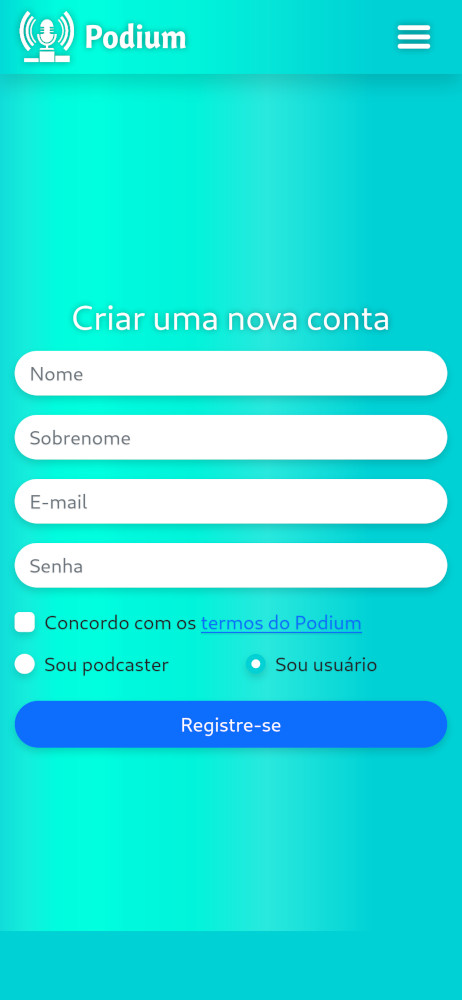 Podium
Criar uma nova conta
Nome
Sobrenome
E-mail
Senha
Concordo com os termos do Podium
Sou podcaster
Sou usuário
Registre-se